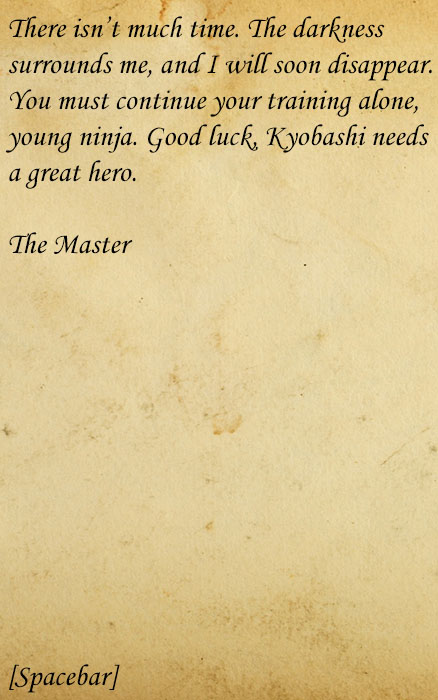 There isn’t much time. The darkness
surrounds me, and I will soon disappear.
You must continue your training alone,
young ninja. Good luck, Kyobashi needs
a great hero.
The Master
[Spacebar]